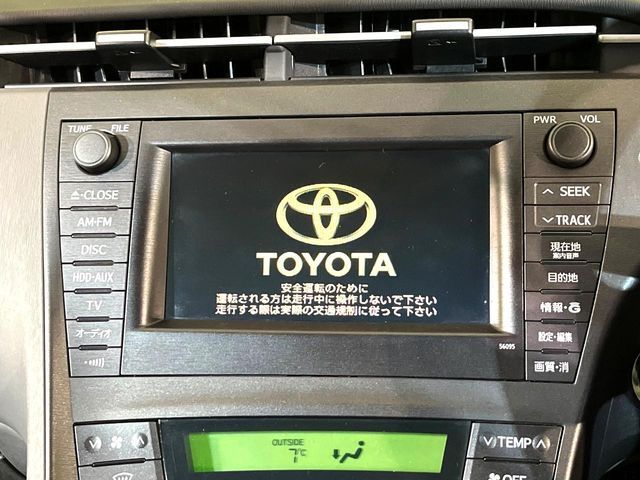 TUNE FILE
PWR VOL
⏏·CLOSE
AM·FM
DISC
HDD·AUX
TV
オーディオ
TOYOTA
安全運転のために
運転される方は走行中に操作しないで下さい
走行する際は実際の交通規制に従って下さい
56095
∧ SEEK
∨ TRACK
現在地
案内音声
目的地
情報·G
設定·編集
画質·消
OUTSIDE
7℃
∨ TEMP ∧
OFF